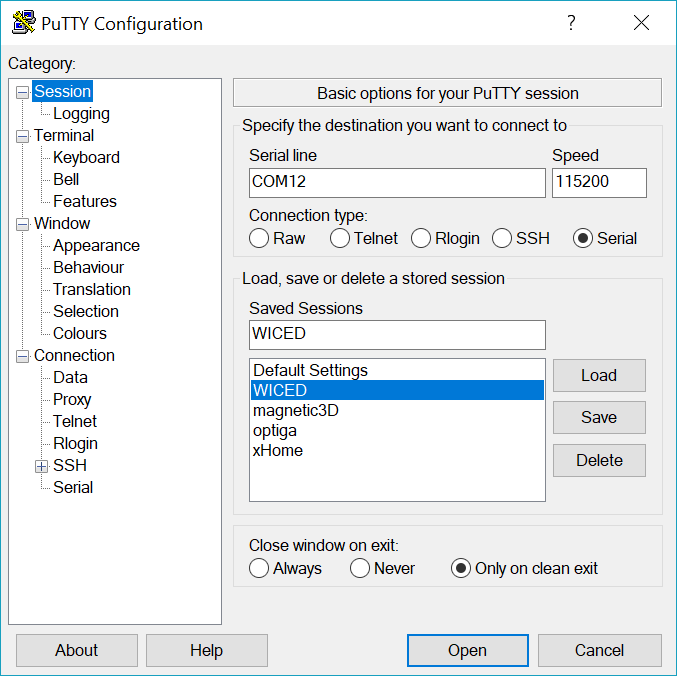 PuTTY Configuration ?
Category:
Session
Logging
Terminal
Keyboard
Bell
Features
Window
Appearance
Behaviour
Translation
Selection
Colours
Connection
Data
Proxy
Telnet
Rlogin
SSH
Serial
Basic options for your PuTTY session
Specify the destination you want to connect to
Serial line Speed
COM12 115200
Connection type:
Raw Telnet Rlogin SSH Serial
Load, save or delete a stored session
Saved Sessions
WICED
Default Settings
WICED
magnetic3D
optiga
xHome
Load
Save
Delete
Close window on exit:
Always Never Only on clean exit
About Help Open Cancel